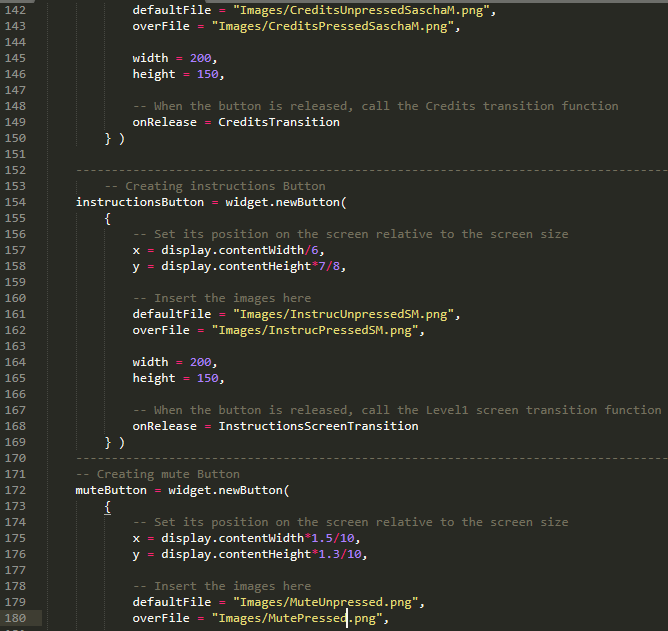 142 defaultFile = "Images/CreditsUnpressedSaschaM.png",
143 overFile = "Images/CreditsPressedSaschaM.png",
144
145 width = 200,
146 height = 150,
147
148 -- When the button is released, call the Credits transition function
149 onRelease = CreditsTransition
150 } )
151
152 -----------------------------------------------------------------------------------
153 -- Creating instructions Button
154 instructionsButton = widget.newButton(
155 {
156 -- Set its position on the screen relative to the screen size
157 x = display.contentWidth/6,
158 y = display.contentHeight*7/8,
159
160 -- Insert the images here
161 defaultFile = "Images/InstrucUnpressedSM.png",
162 overFile = "Images/InstrucPressedSM.png",
163
164 width = 200,
165 height = 150,
166
167 -- When the button is released, call the Level1 screen transition function
168 onRelease = InstructionsScreenTransition
169 } )
170 -----------------------------------------------------------------------------------
171 -- Creating mute Button
172 muteButton = widget.newButton(
173 {
174 -- Set its position on the screen relative to the screen size
175 x = display.contentWidth*1.5/10,
176 y = display.contentHeight*1.3/10,
177
178 -- Insert the images here
179 defaultFile = "Images/MuteUnpressed.png",
180 overFile = "Images/MutePressed.png",